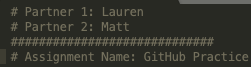 # Partner 1: Lauren
# Partner 2: Matt
############################
# Assignment Name: GitHub Practice